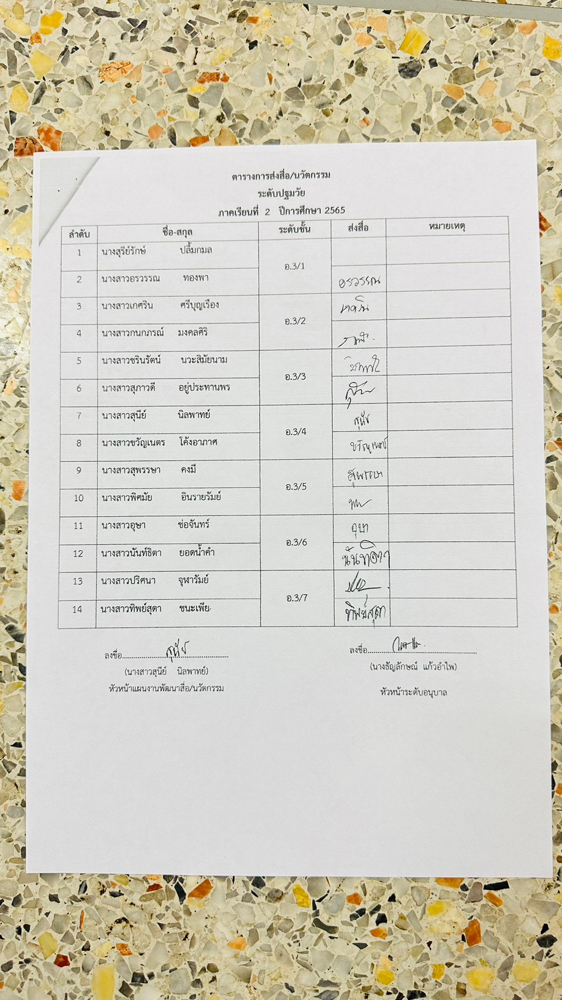 ตารางการส่งสื่อ/นวัตกรรม
ระดับปฐมวัย
ภาคเรียนที่ 2 ปีการศึกษา 2565
ลำดับ ชื่อ-สกุล ระดับชั้น ส่งสื่อ หมายเหตุ
1 นางสุรีย์รักษ์ ปลื้มกมล อ.3/1
2 นางสาวอรวรรณ ทองพา อรวรรณ
3 นางสาวเกศริน ศรีบุญเรือง อ.3/2 เกศริน
4 นางสาวกนกภรณ์ มงคลศิริ
5 นางสาวชรินรัตน์ นวะสิมัยนาม อ.3/3
6 นางสาวสุภาวดี อยู่ประทานพร
7 นางสาวสุนีย์ นิลพาทย์ อ.3/4 สุนีย์
8 นางสาวขวัญเนตร โค้งอาภาศ ขวัญเนตร
9 นางสาวสุพรรษา คงมี อ.3/5 สุพรรษา
10 นางสาวพิศมัย อินรายรัมย์
11 นางสาวอุษา ช่อจันทร์ อ.3/6 อุษา
12 นางสาวนันท์ธิตา ยอดน้ำคำ นันทธิตา
13 นางสาวปริศนา จุฬารัมย์ อ.3/7
14 นางสาวทิพย์สุดา ชนะเพีย ทิพย์สุดา
ลงชื่อ สุนีย์ ลงชื่อ
(นางสาวสุนีย์ นิลพาทย์) (นางธัญลักษณ์ แก้วอำไพ)
หัวหน้าแผนงานพัฒนาสื่อ/นวัตกรรม หัวหน้าระดับอนุบาล